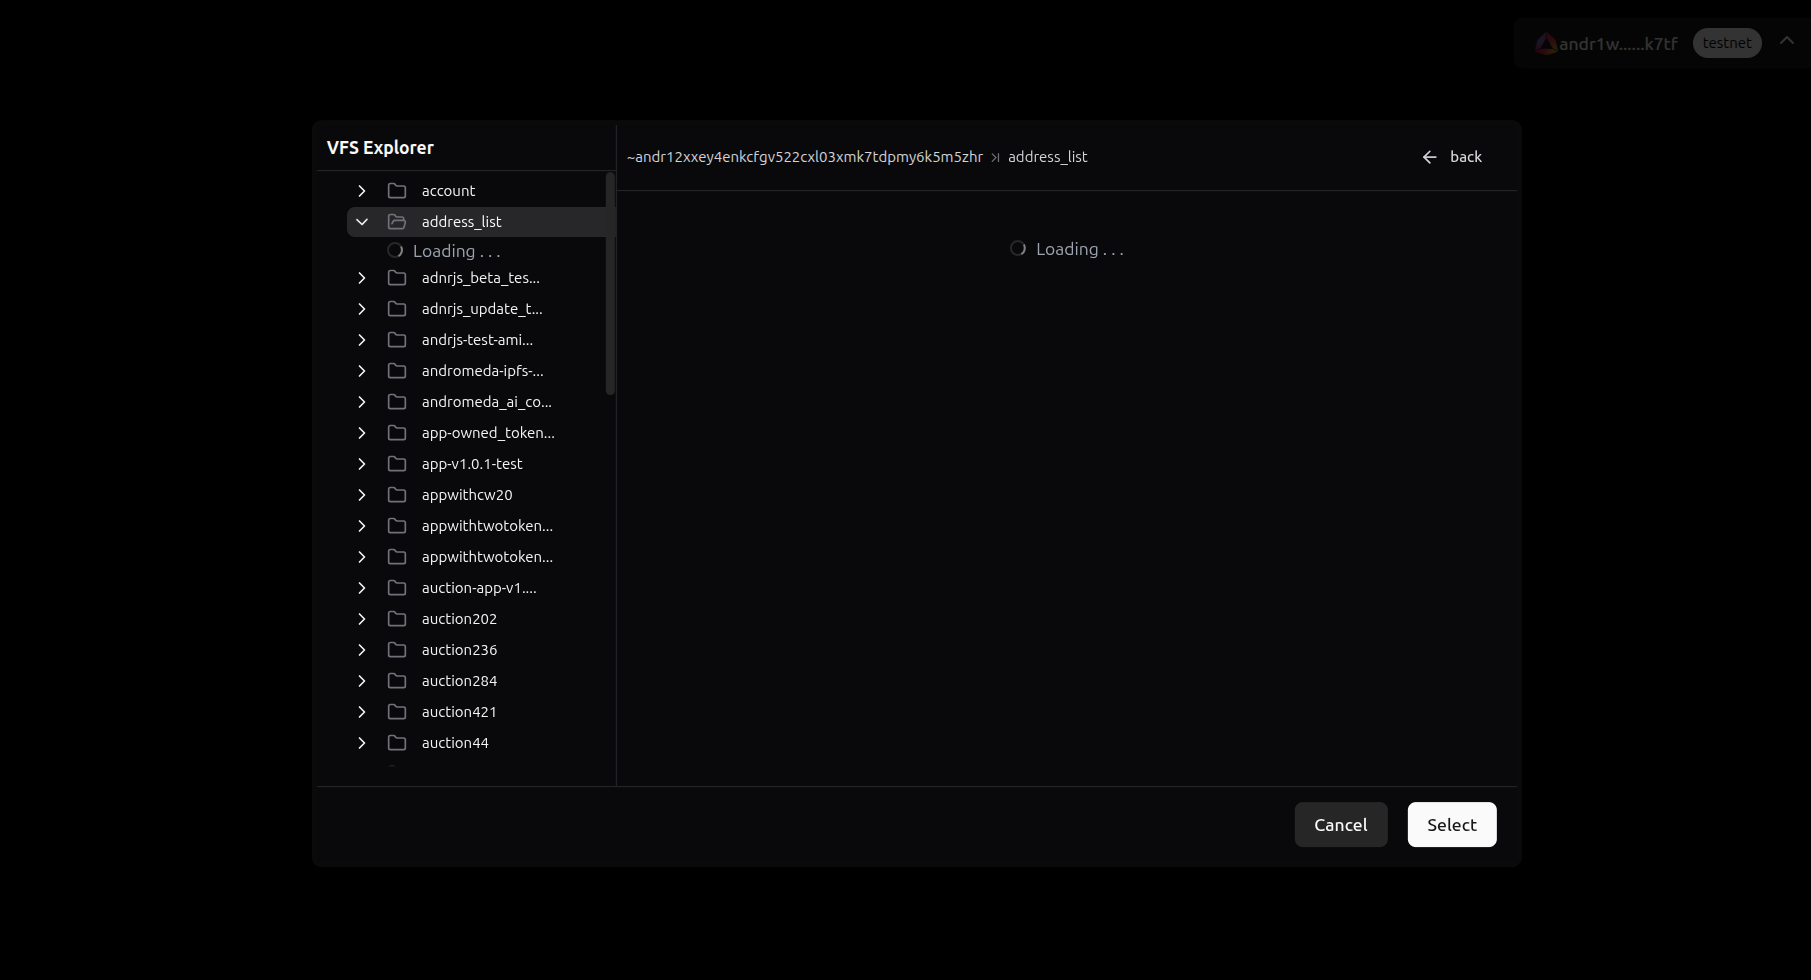 andr1w......k7tf testnet
VFS Explorer
~andr12xxey4enkcfgv522cxl03xmk7tdpmy6k5m5zhr address_list
back
account
address_list
Loading . . .
adnrjs_beta_tes...
adnrjs_update_t...
andrjs-test-ami...
andromeda-ipfs-...
andromeda_ai_co...
app-owned_token...
app-v1.0.1-test
appwithcw20
appwithtwotoken...
appwithtwotoken...
auction-app-v1....
auction202
auction236
auction284
auction421
auction44
Loading . . .
Cancel
Select